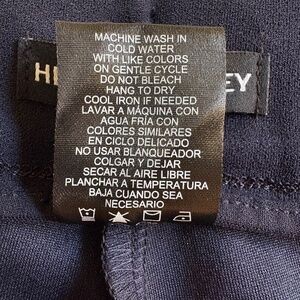 MACHINE WASH IN
COLD WATER
WITH LIKE COLORS
ON GENTLE CYCLE
DO NOT BLEACH
HANG TO DRY
COOL IRON IF NEEDED
LAVAR A MÁQUINA CON
AGUA FRÍA CON
COLORES SIMILARES
EN CICLO DELICADO
NO USAR BLANQUEADOR
COLGAR Y DEJAR
SECAR AL AIRE LIBRE
PLANCHAR A TEMPERATURA
BAJA CUANDO SEA
NECESARIO